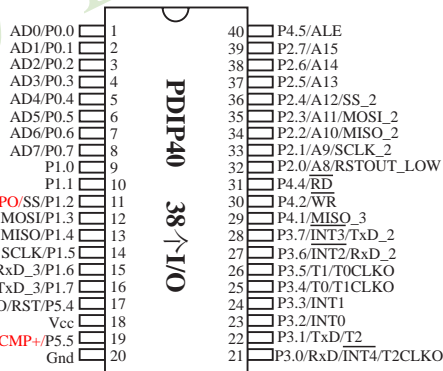 AD0/P0.0 1
AD1/P0.1 2
AD2/P0.2 3
AD3/P0.3 4
AD4/P0.4 5
AD5/P0.5 6
AD6/P0.6 7
AD7/P0.7 8
P1.0 9
P1.1 10
PO/SS/P1.2 11
MOSI/P1.3 12
MISO/P1.4 13
SCLK/P1.5 14
RxD_3/P1.6 15
TxD_3/P1.7 16
/RST/P5.4 17
Vcc 18
CMP+/P5.5 19
Gnd 20
PDIP40 38个I/O
40 P4.5/ALE
39 P2.7/A15
38 P2.6/A14
37 P2.5/A13
36 P2.4/A12/SS_2
35 P2.3/A11/MOSI_2
34 P2.2/A10/MISO_2
33 P2.1/A9/SCLK_2
32 P2.0/A8/RSTOUT_LOW
31 P4.4/RD
30 P4.2/WR
29 P4.1/MISO_3
28 P3.7/INT3/TxD_2
27 P3.6/INT2/RxD_2
26 P3.5/T1/T0CLKO
25 P3.4/T0/T1CLKO
24 P3.3/INT1
23 P3.2/INT0
22 P3.1/TxD/T2
21 P3.0/RxD/INT4/T2CLKO